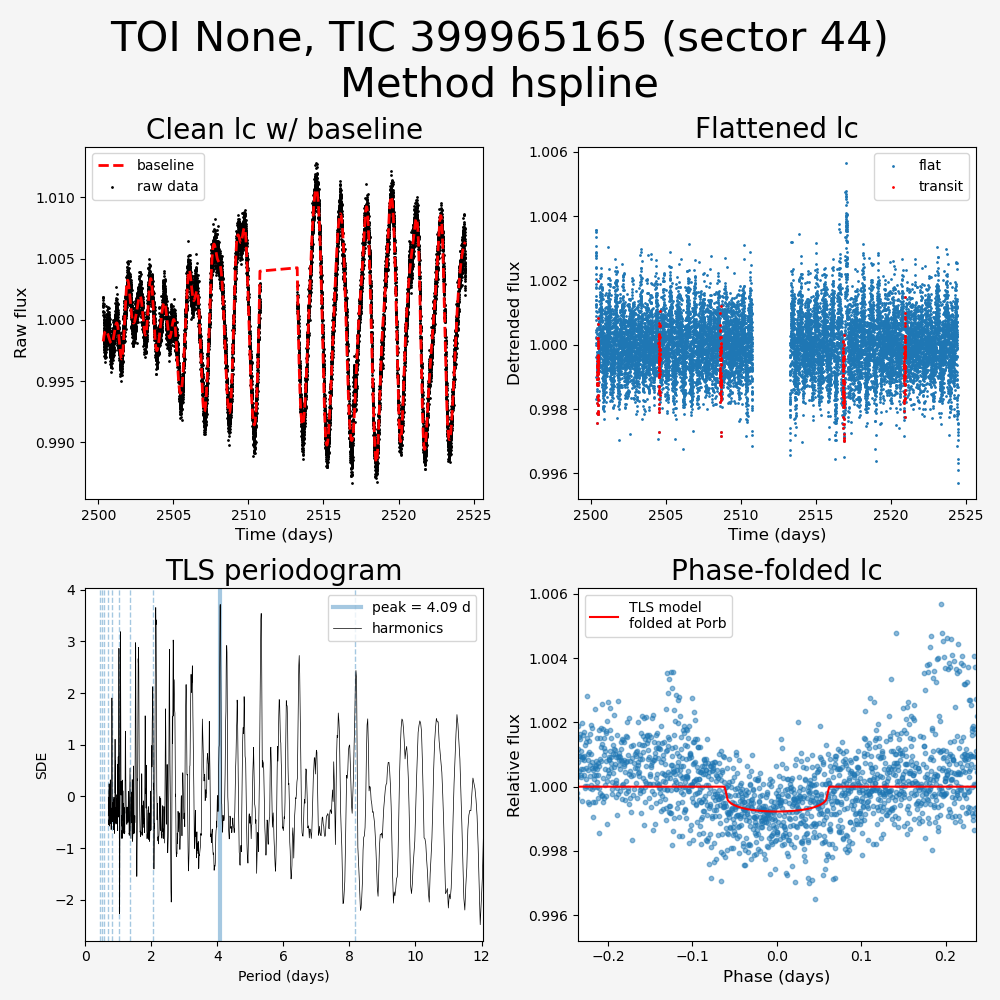 TOI None, TIC 399965165 (sector 44)
Method hspline
Clean lc w/ baseline
baseline
raw data
1.010
1.005
1.000
0.995
0.990
Raw flux
2500
2505
2510
2515
2520
2525
Time (days)
Flattened lc
flat
transit
1.006
1.004
1.002
1.000
0.998
0.996
Detrended flux
2500
2505
2510
2515
2520
2525
Time (days)
TLS periodogram
peak = 4.09 d
harmonics
4
3
2
1
0
−1
−2
SDE
0
2
4
6
8
10
12
Period (days)
Phase-folded lc
TLS model
folded at Porb
1.006
1.004
1.002
1.000
0.998
0.996
Relative flux
−0.2
−0.1
0.0
0.1
0.2
Phase (days)